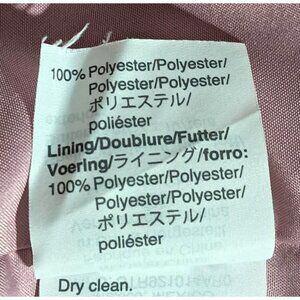 100% Polyester/Polyester/
Polyester/Polyester/
ポリエステル/
poliéster
Lining/Doublure/Futter/
Voering/ライニング/forro:
100% Polyester/Polyester/
Polyester/Polyester/
ポリエステル/
poliéster
Dry clean.